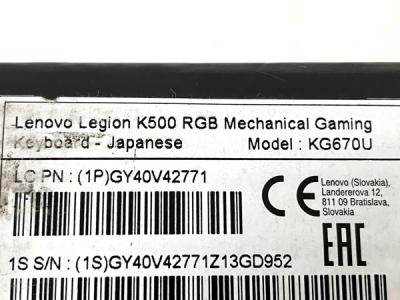 Lenovo Legion K500 RGB Mechanical Gaming
Keyboard - Japanese Model : KG670U
LC PN : (1P)GY40V42771
CE
Lenovo (Slovakia),
Landererova 12,
811 09 Bratislava,
Slovakia
EAC
1S S/N : (1S)GY40V42771Z13GD952